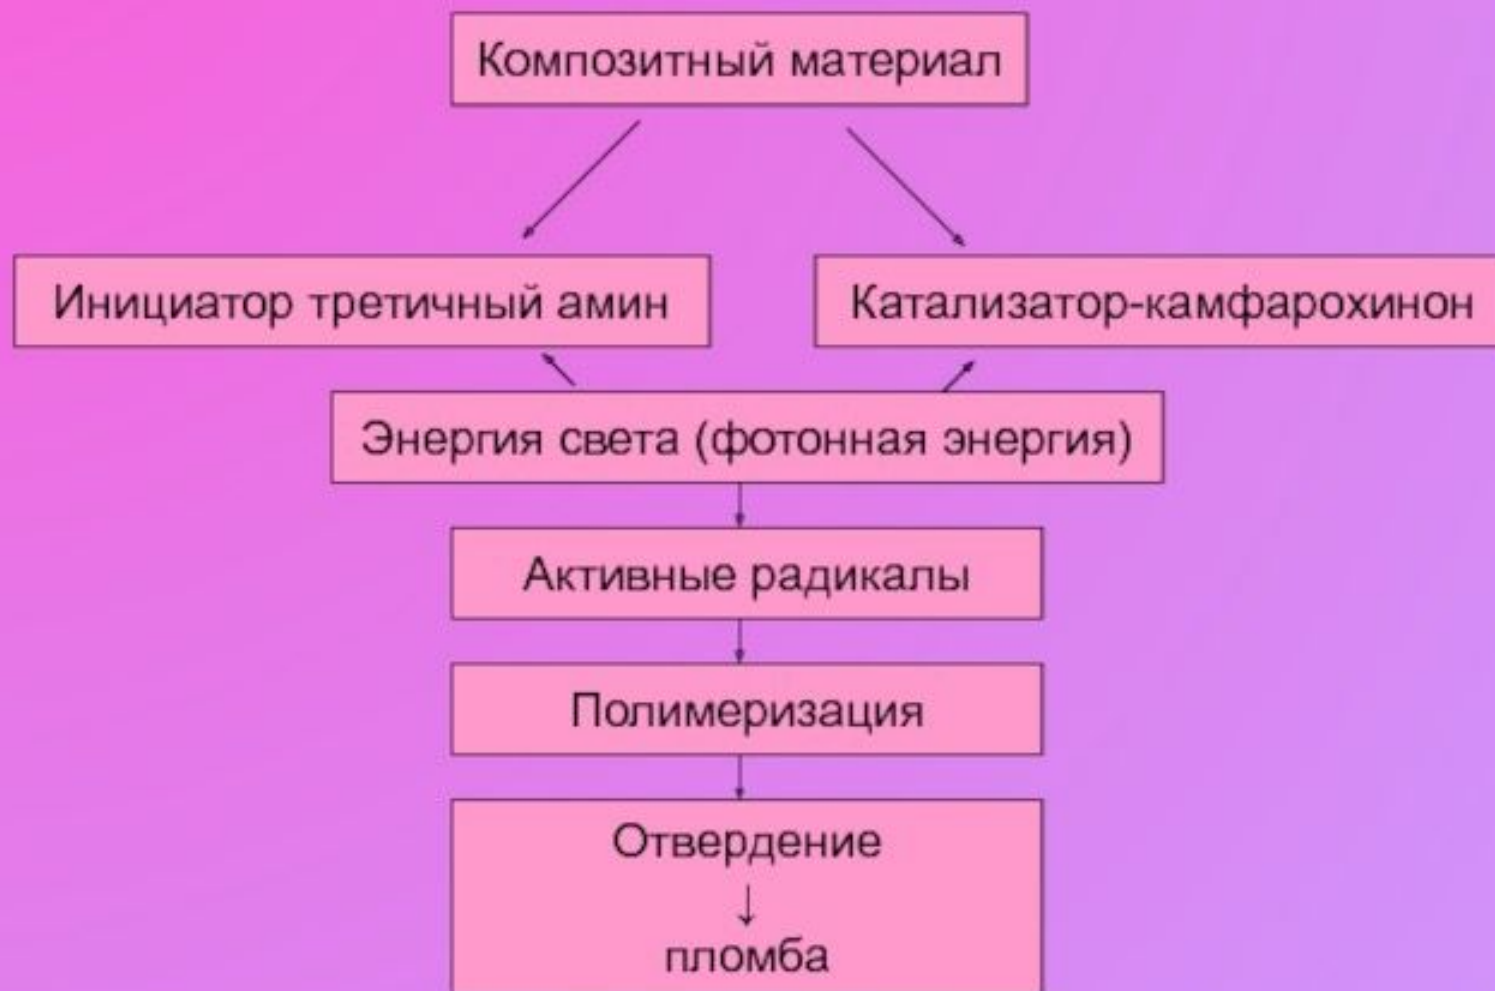 Композитный материал
Инициатор третичный амин
Катализатор-камфарохинон
Энергия света (фотонная энергия)
Активные радикалы
Полимеризация
Отвердение
↓
пломба